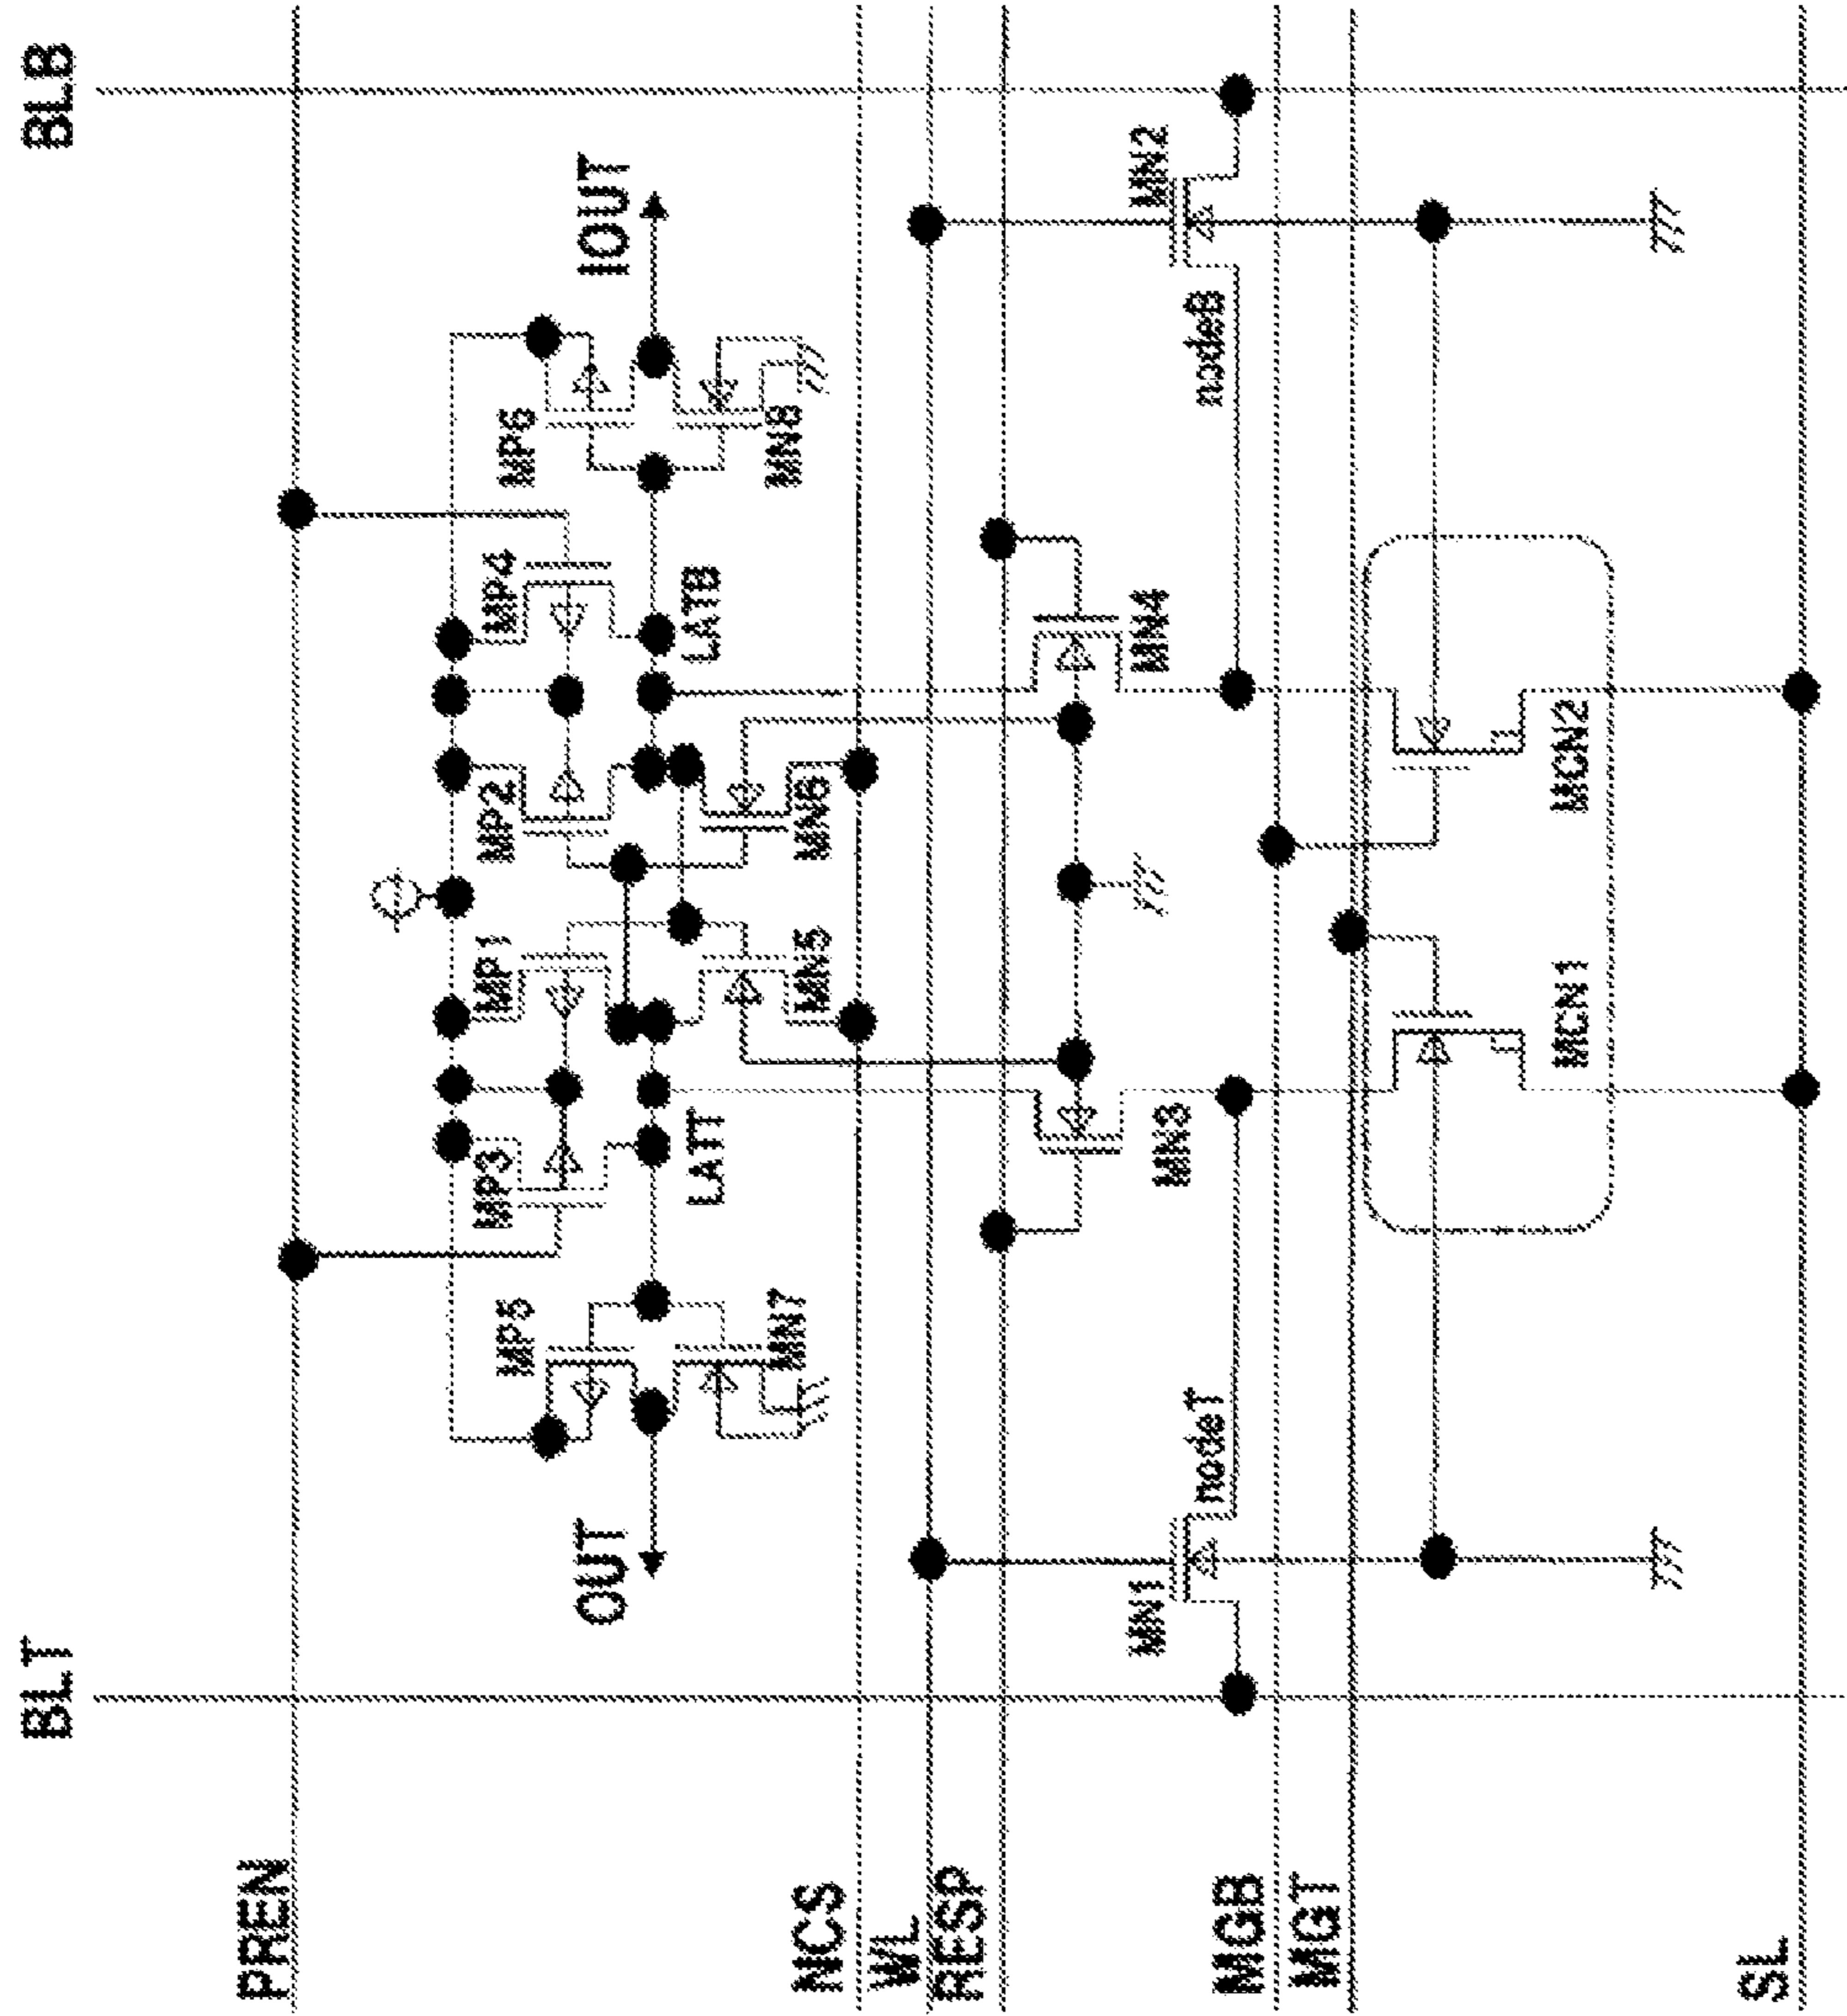 BLT
BLB
PREN
OUT
IOUT
MP5
MP3
MP1
MP2
MP4
MP6
MN7
LATT
MN5
MN6
LATB
MN8
NCS
WL
RESP
MN3
MN4
MN1
nodeT
nodeB
MN2
MGB
MGT
MCN1
MCN2
SL